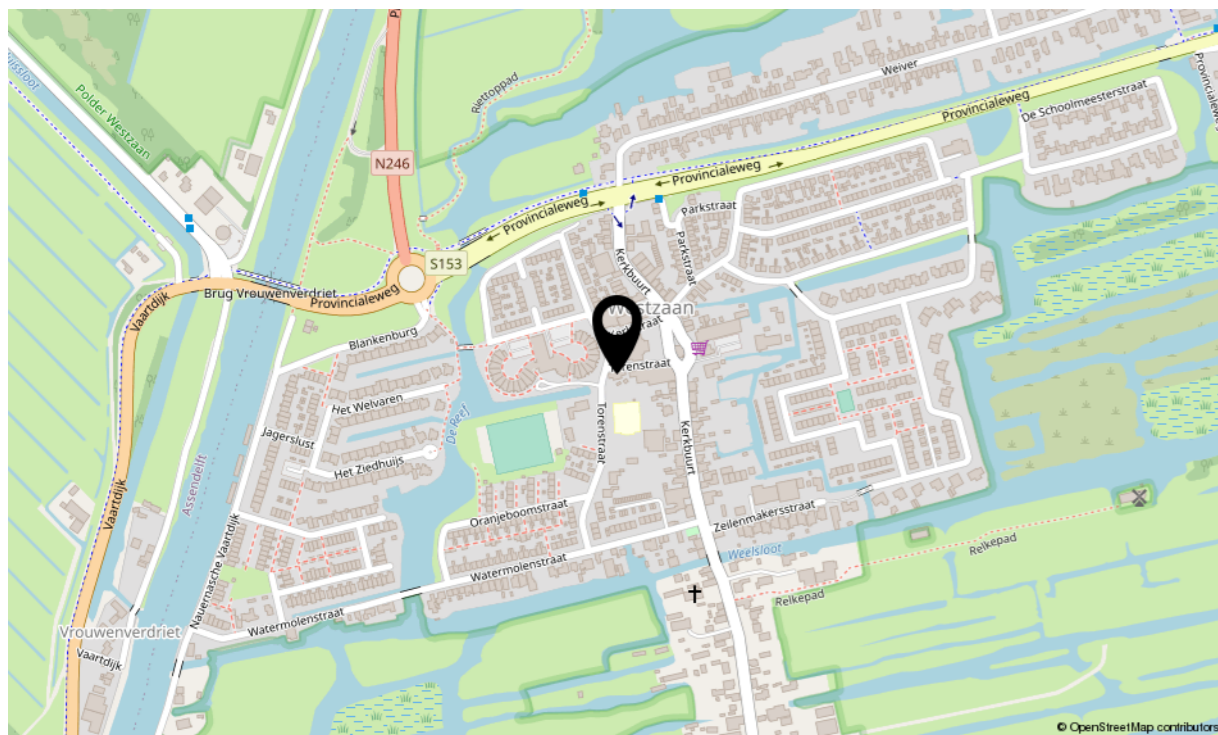 Weiver
Provincialeweg
De Schoolmeesterstraat
Polder Westzaan
Riettoppad
N246
Provincialeweg
Provincialeweg
Parkstraat
Parkstraat
Kerkbuurt
S153
Brug Vrouwenverdriet
Provincialeweg
Vaartdijk
Blankenburg
Het Welvaren
De Reef
Jagerslust
Het Ziedhuijs
Torenstraat
Kerkbuurt
Vaartdijk
Assendelft
Nauernasche Vaartdijk
Oranjeboomstraat
Zeilenmakersstraat
Watermolenstraat
Weelsloot
Relkepad
Relkepad
Watermolenstraat
Vrouwenverdriet
Vaartdijk
© OpenStreetMap contributors